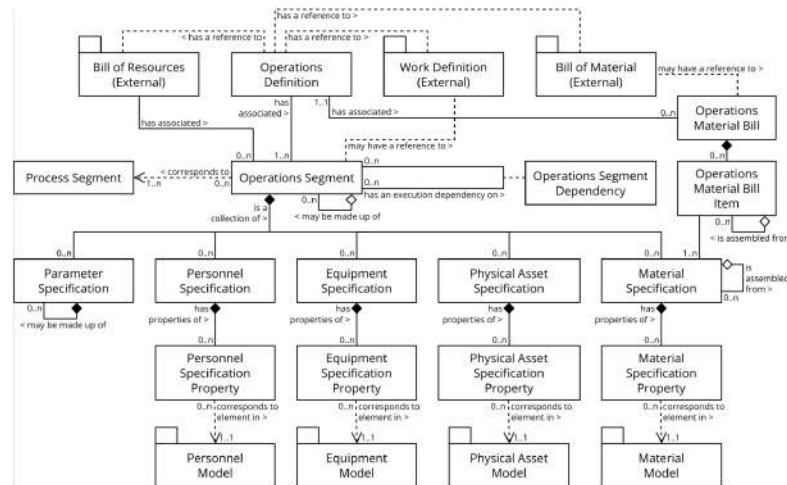 has a reference to >
< has a reference to >
has a reference to >
Bill of Resources
(External)
Operations
Definition
Work Definition
(External)
Bill of Material
(External)
may have a reference to >
has associated >
has
associated >
1..1
has associated >
0..n
Operations
Material Bill
may have a reference to >
0..n
1..n
0..n
0..n
Process Segment
< corresponds to
1..n
0..n
Operations Segment
has an execution dependency on >
0..n
Operations Segment
Dependency
Operations
Material Bill
Item
is a
collection of >
0..n
< may be made up of
0..n
< is assembled from
0..n
0..n
0..n
0..n
0..n
1..n
Parameter
Specification
Personnel
Specification
Equipment
Specification
Physical Asset
Specification
Material
Specification
is
assembled
from >
0..n
0..n
< may be made up of
has
properties of >
has
properties of >
has
properties of >
has
properties of >
0..n
0..n
0..n
0..n
Personnel
Specification
Property
Equipment
Specification
Property
Physical Asset
Specification
Property
Material
Specification
Property
0..n
corresponds to
element in >
0..n
corresponds to
element in >
0..n
corresponds to
element in >
0..n
corresponds to
element in >
1..1
1..1
1..1
1..1
Personnel
Model
Equipment
Model
Physical Asset
Model
Material
Model